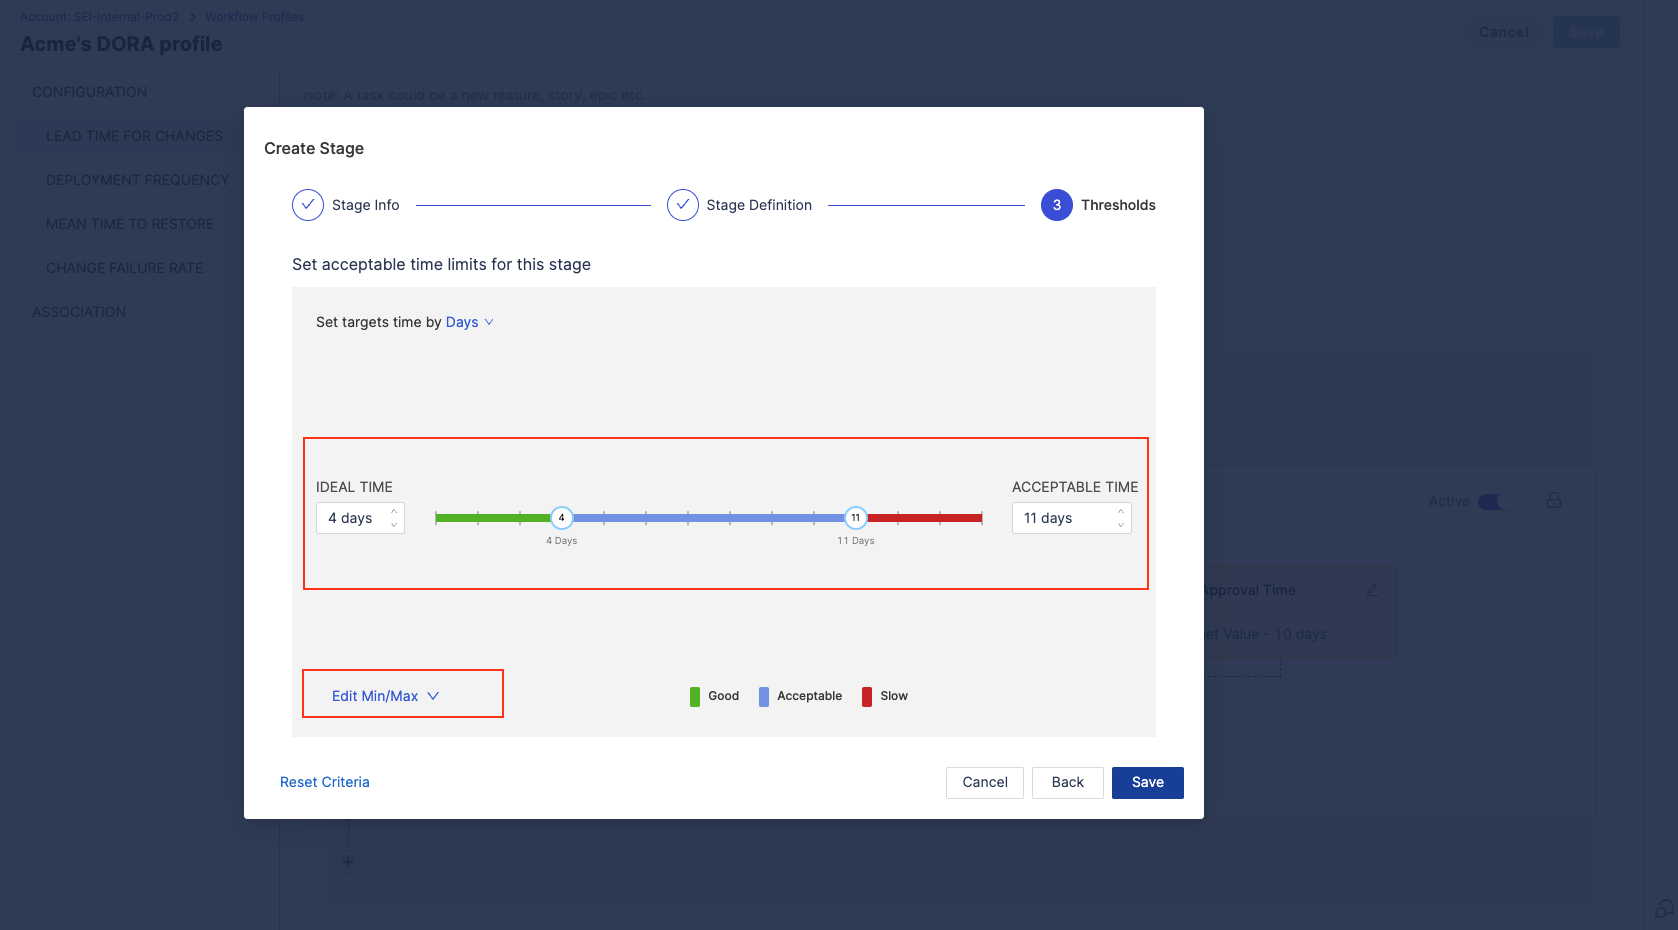 Account: SEI-Internal-Prod2 > Workflow Profiles
Acme's DORA profile
Cancel
Save
CONFIGURATION
LEAD TIME FOR CHANGES
DEPLOYMENT FREQUENCY
MEAN TIME TO RESTORE
CHANGE FAILURE RATE
ASSOCIATION
Note: A task could be a new feature, story, epic etc.
Create Stage
Stage Info
Stage Definition
3 Thresholds
Set acceptable time limits for this stage
Set targets time by Days
IDEAL TIME
4 days
4
11
4 Days
11 Days
ACCEPTABLE TIME
11 days
Edit Min/Max
Good
Acceptable
Slow
Reset Criteria
Cancel
Back
Save
Active
Approval Time
et Value - 10 days
+